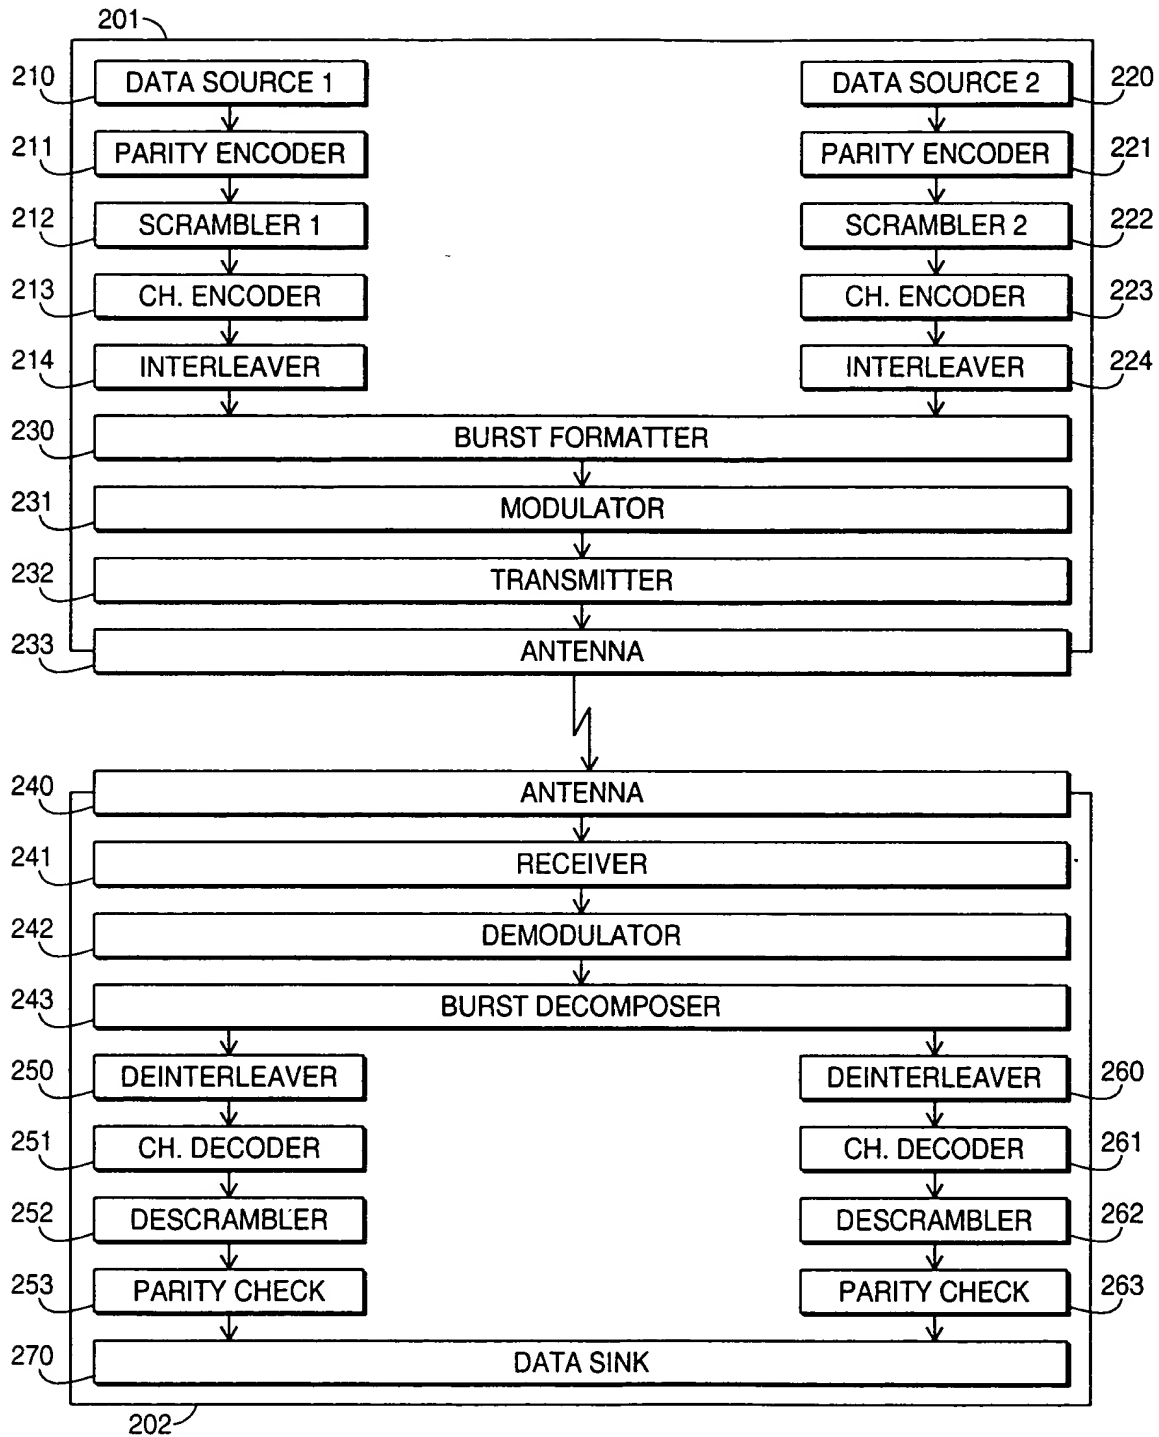 201
210 DATA SOURCE 1 DATA SOURCE 2 220
211 PARITY ENCODER PARITY ENCODER 221
212 SCRAMBLER 1 SCRAMBLER 2 222
213 CH. ENCODER CH. ENCODER 223
214 INTERLEAVER INTERLEAVER 224
230 BURST FORMATTER
231 MODULATOR
232 TRANSMITTER
233 ANTENNA
240 ANTENNA
241 RECEIVER
242 DEMODULATOR
243 BURST DECOMPOSER
250 DEINTERLEAVER DEINTERLEAVER 260
251 CH. DECODER CH. DECODER 261
252 DESCRAMBLER DESCRAMBLER 262
253 PARITY CHECK PARITY CHECK 263
270 DATA SINK
202